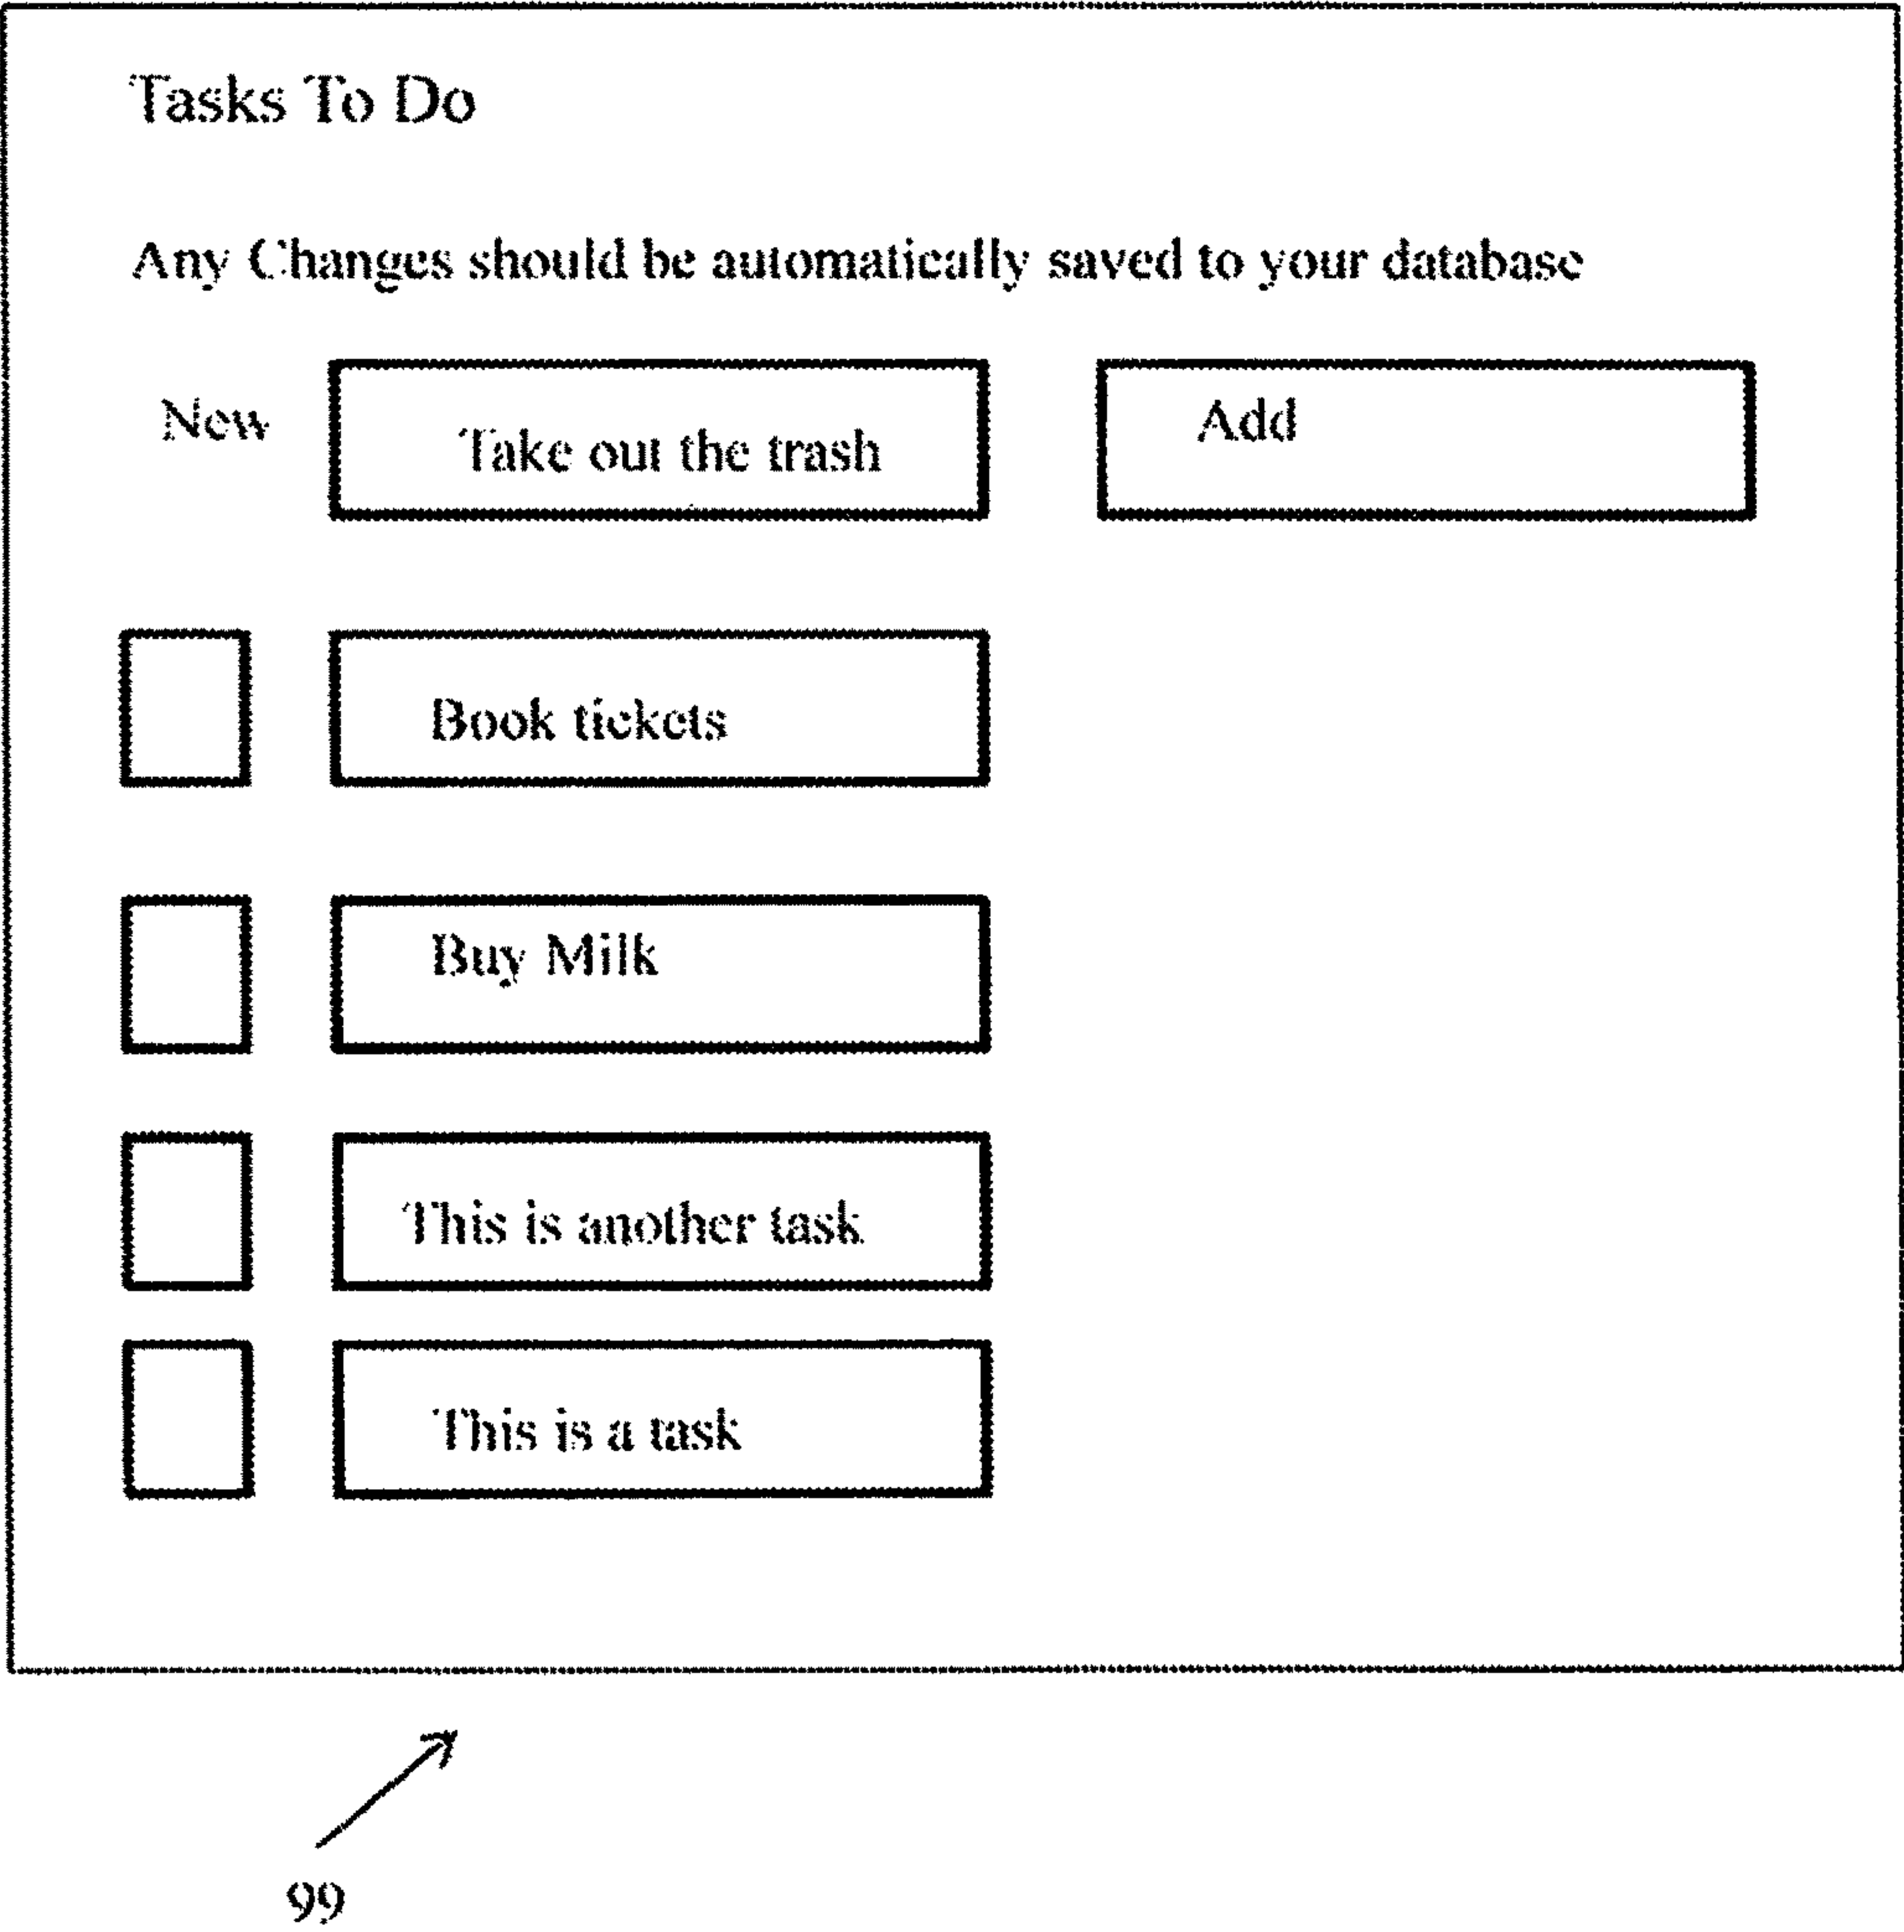 Tasks To Do
Any Changes should be automatically saved to your database
New Take out the trash Add
Book tickets
Buy Milk
This is another task
This is a task
99